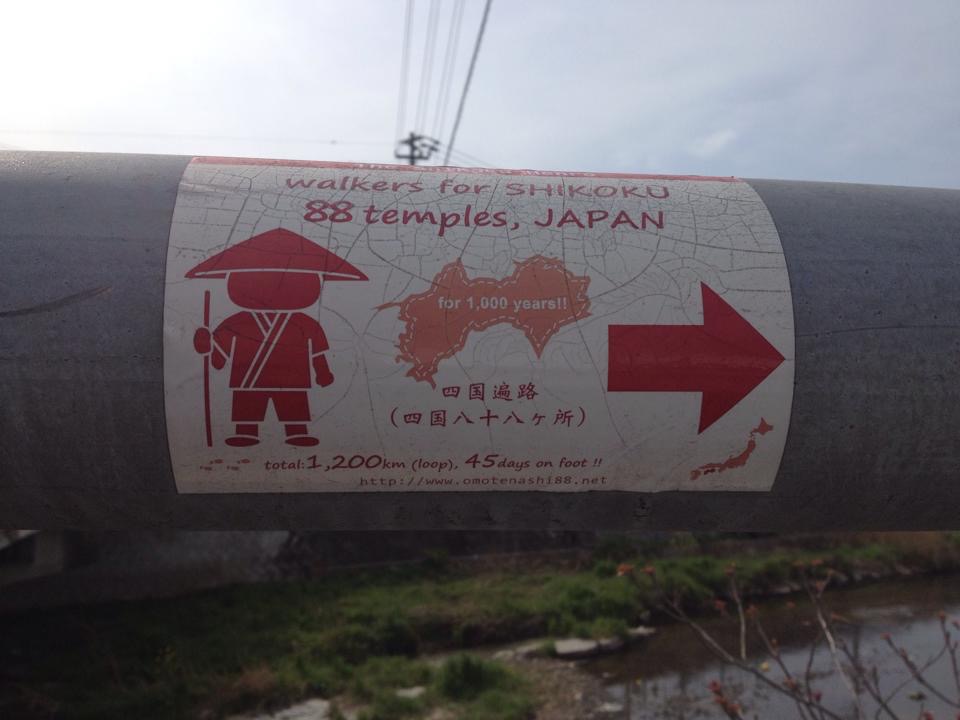 walkers for SHIKOKU
88 temples, JAPAN
for 1,000 years!!
四国遍路
(四国八十八ヶ所)
total:1,200km (loop), 45days on foot !!
http://www.omotenashi88.net